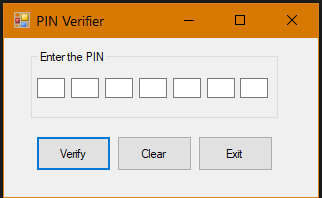 PIN Verifier
Enter the PIN
Verify Clear Exit